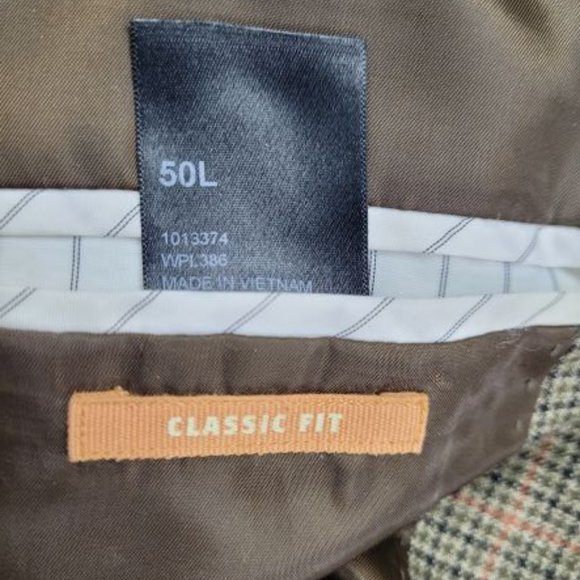 50L
1013374
WPL386
MADE IN VIETNAM
CLASSIC FIT